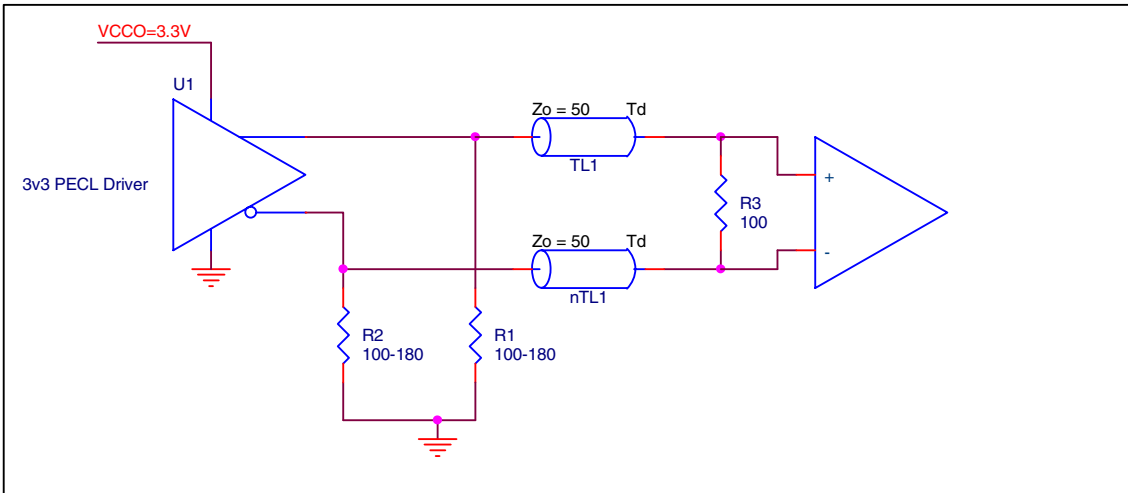 VCCO=3.3V
U1
3v3 PECL Driver
Zo = 50 Td
TL1
R3
100
+
-
Zo = 50 Td
nTL1
R2
100-180
R1
100-180